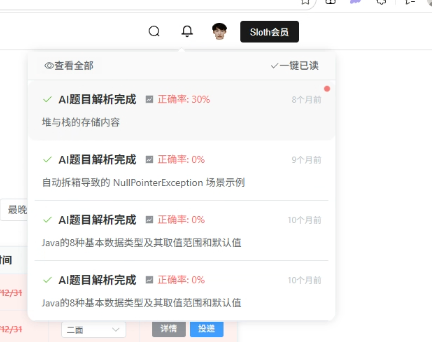 Sloth会员
查看全部 一键已读
AI题目解析完成 正确率: 30% 8个月前
堆与栈的存储内容
AI题目解析完成 正确率: 0% 9个月前
自动拆箱导致的 NullPointerException 场景示例
最晚
AI题目解析完成 正确率: 0% 10个月前
Java的8种基本数据类型及其取值范围和默认值
时间
AI题目解析完成 正确率: 0% 10个月前
/12/31
Java的8种基本数据类型及其取值范围和默认值
/12/31 二面 详情 投递